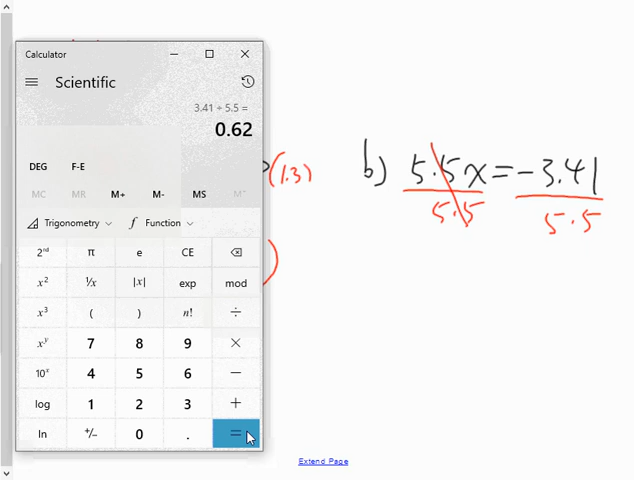 Calculator
Scientific
3.41 ÷ 5.5 =
0.62
DEG F-E
MC MR M+ M- MS M˅
Trigonometry f Function
2nd π e CE
x² ¹/x |x| exp mod
x³ ( ) n! ÷
xʸ 7 8 9 ×
10ˣ 4 5 6 −
log 1 2 3 +
ln +/− 0 . =
(1.3)
)
b) 5.5x = -3.41
5.5 5.5
Extend Page